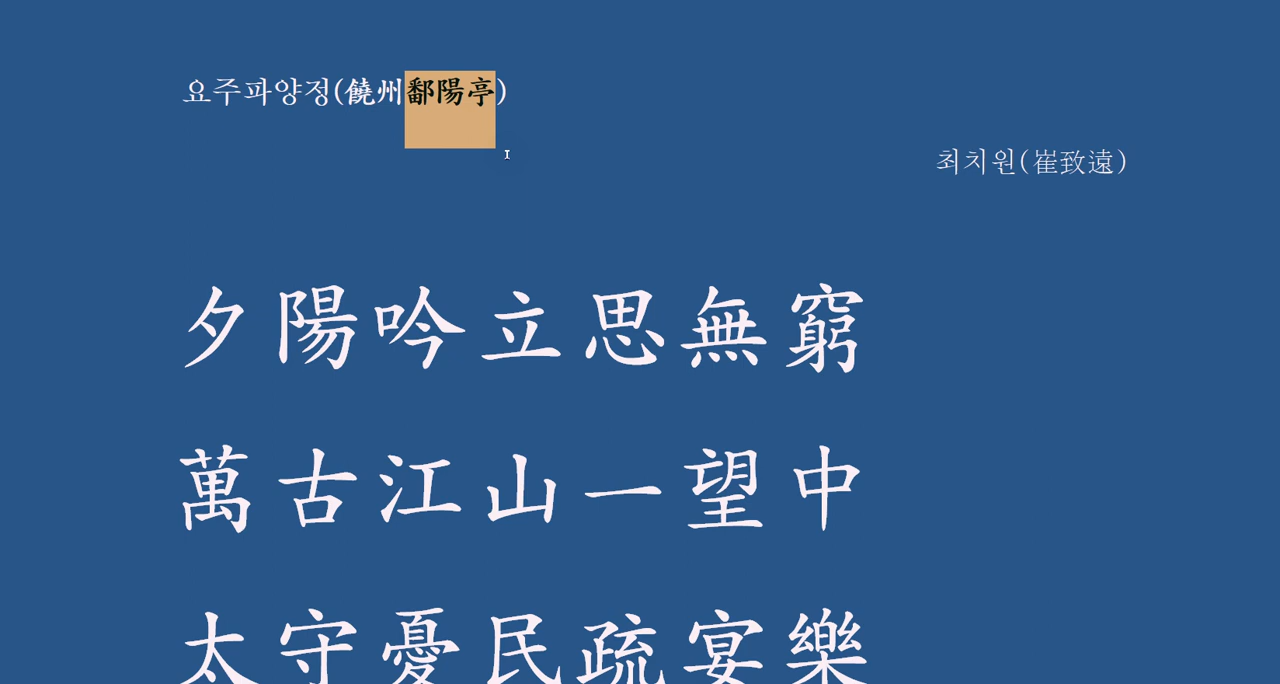 요주파양정(饒州鄱陽亭)
최치원(崔致遠)
夕陽吟立思無窮
萬古江山一望中
太守憂民疏宴樂